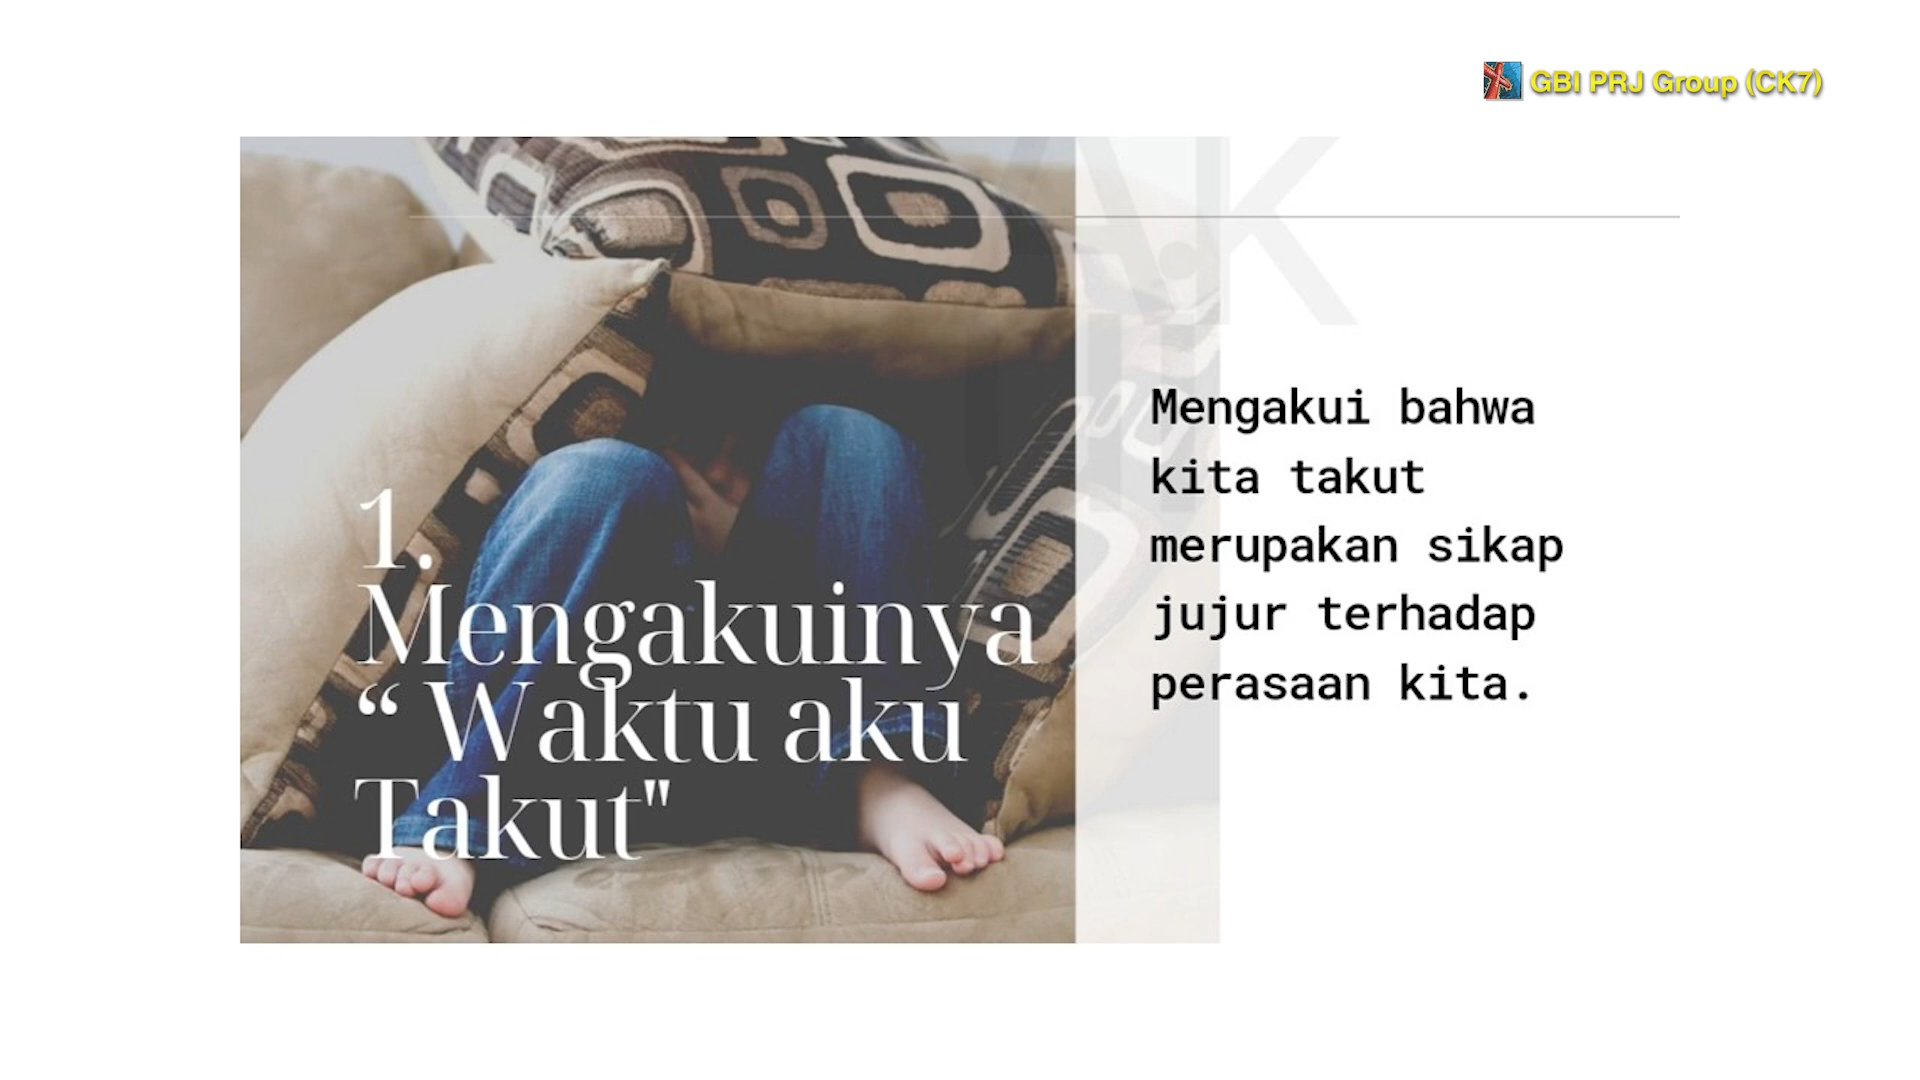 GBI PRJ Group (CK7)
1.
Mengakuinya
“ Waktu aku
Takut"
Mengakui bahwa
kita takut
merupakan sikap
jujur terhadap
perasaan kita.